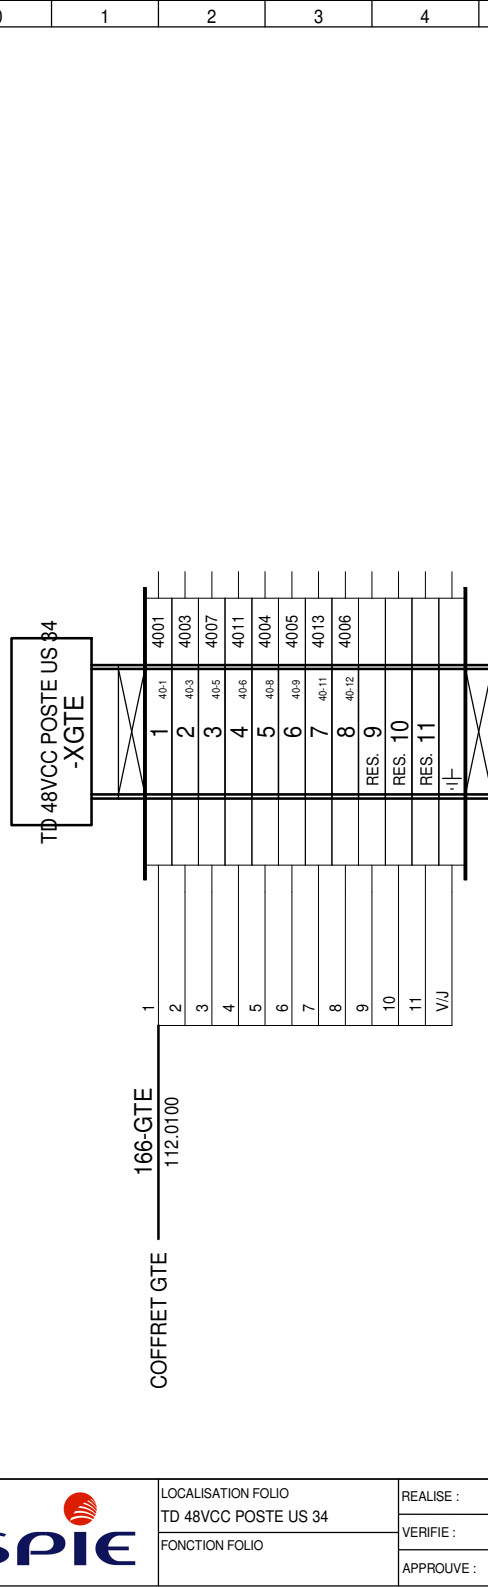 1 2 3 4
TD 48VCC POSTE US 34
-XGTE
4001 4003 4007 4011 4004 4005 4013 4006
40-1 40-3 40-5 40-6 40-8 40-9 40-11 40-12
1 2 3 4 5 6 7 8 RES. 9 RES. 10 RES. 11
1 2 3 4 5 6 7 8 9 10 11 V/J
166-GTE
112.0100
COFFRET GTE
SPIE
LOCALISATION FOLIO
TD 48VCC POSTE US 34
FONCTION FOLIO
REALISE :
VERIFIE :
APPROUVE :